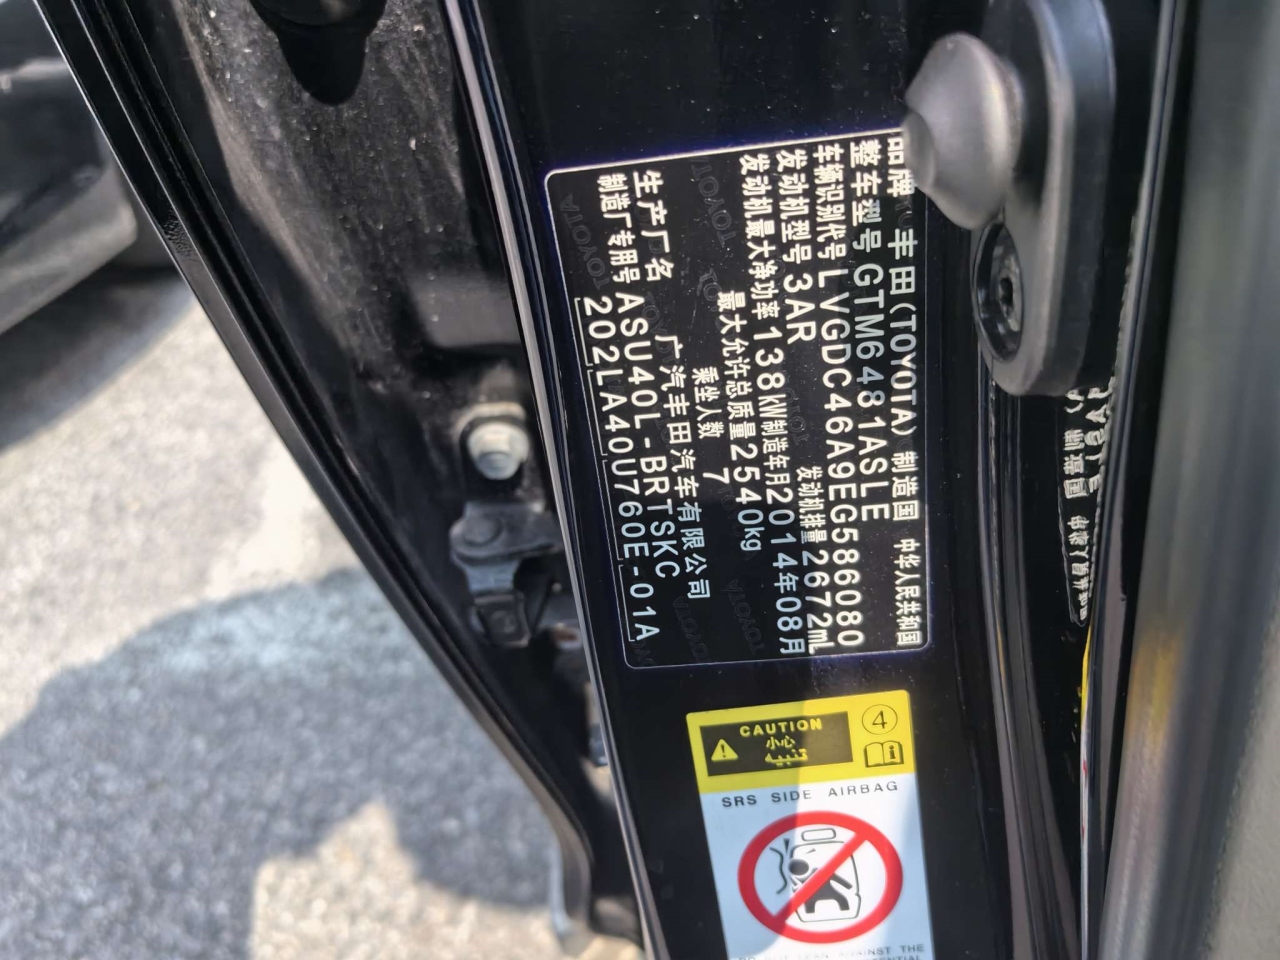 品牌 丰田(TOYOTA) 制造国 中华人民共和国
整车型号 GTM6481ASLE
车辆识别代号 LVGDC46A9EG586080
发动机型号 3AR 发动机排量 2672mL
发动机最大净功率 138kW 制造年月 2014年08月
最大允许总质量 2540kg
乘坐人数 7
生产厂名 广汽丰田汽车有限公司
制造厂专用号 ASU40L-BRTSKC
202LA40U760E-01A
CAUTION
小心
4
SRS SIDE AIRBAG
AGAINST THE